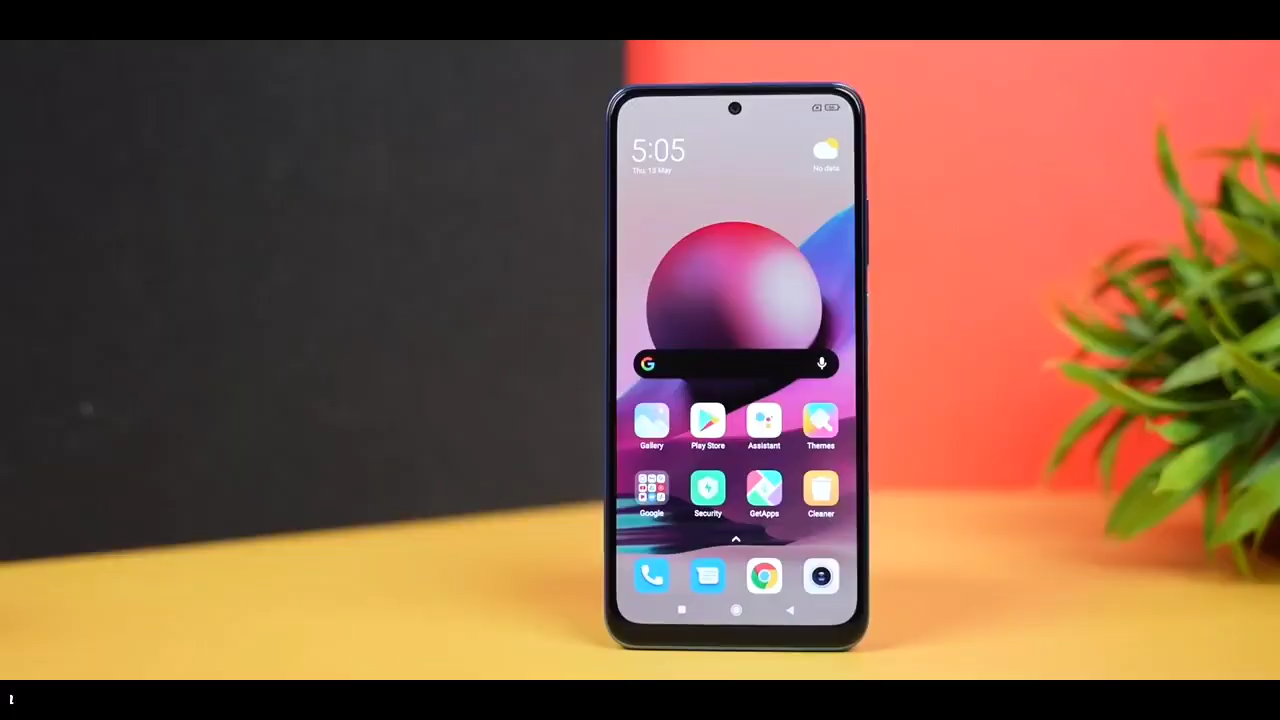 5:05
Thu, 13 May
No data
Gallery Play Store Assistant Themes
Google Security GetApps Cleaner